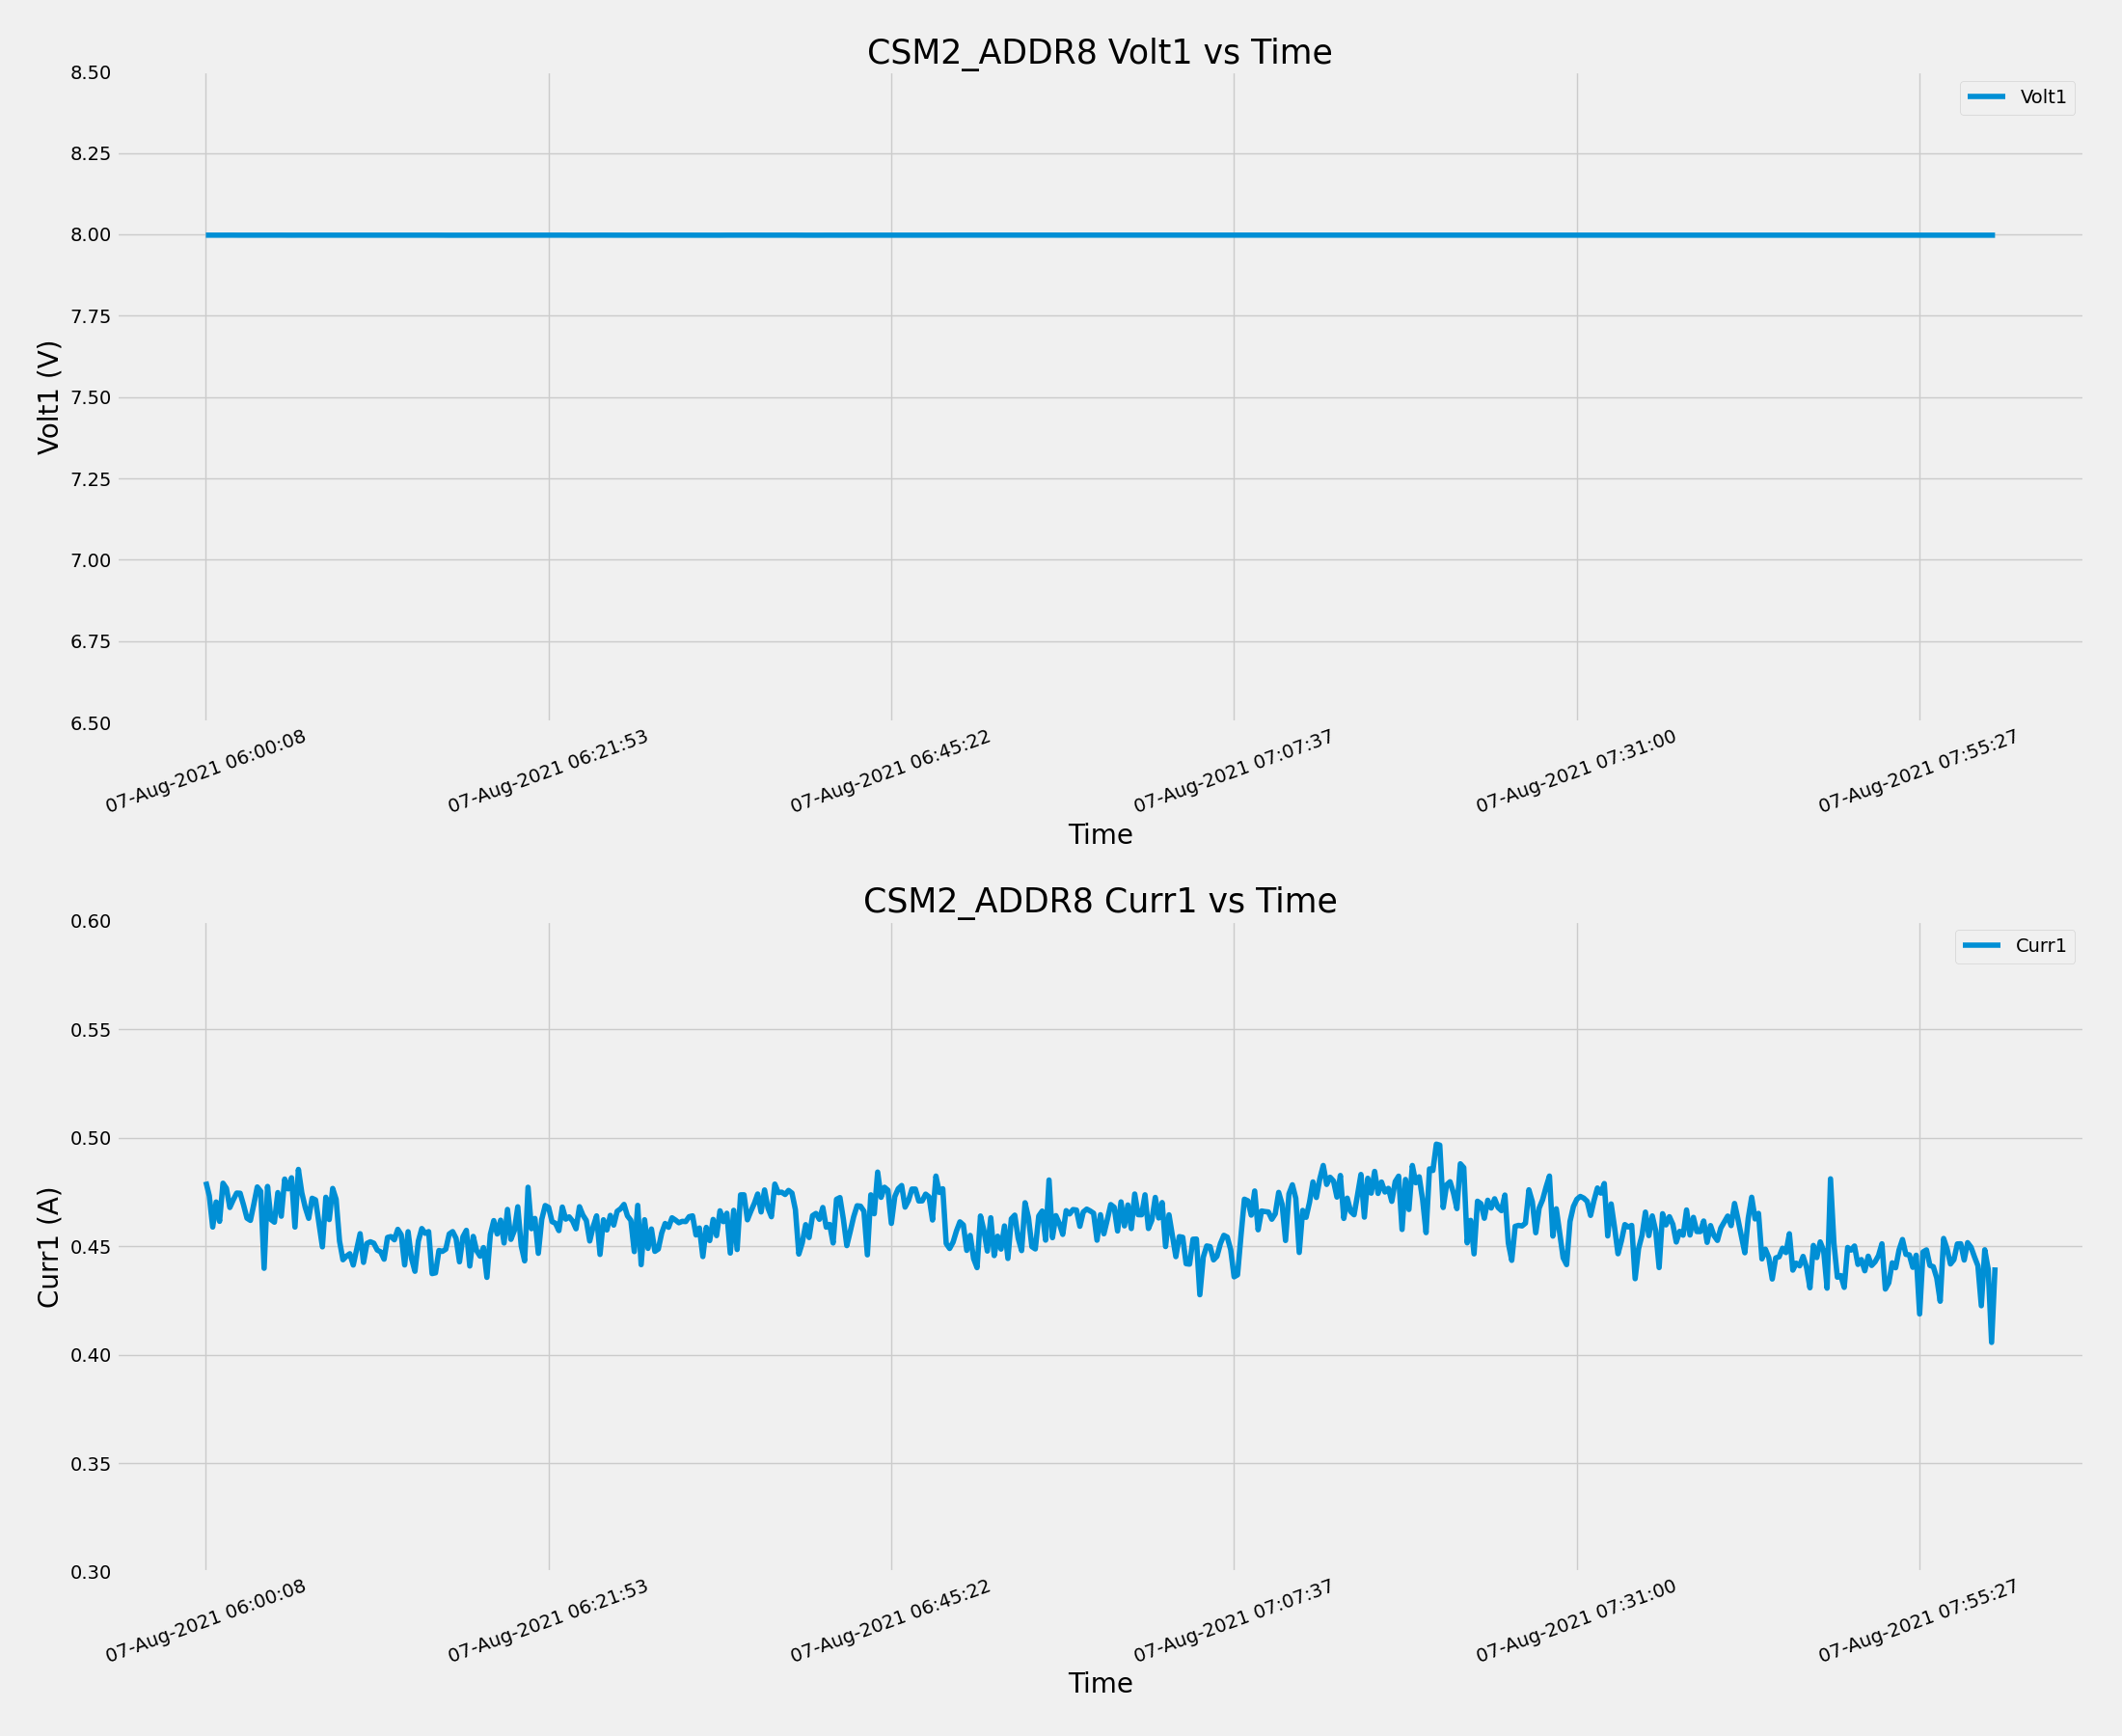 CSM2_ADDR8 Volt1 vs Time
8.50
Volt1
8.25
8.00
7.75
7.50
Volt1 (V)
7.25
7.00
6.75
6.50
07-Aug-2021 06:00:08
07-Aug-2021 06:21:53
07-Aug-2021 06:45:22
07-Aug-2021 07:07:37
07-Aug-2021 07:31:00
07-Aug-2021 07:55:27
Time
CSM2_ADDR8 Curr1 vs Time
0.60
Curr1
0.55
0.50
0.45
Curr1 (A)
0.40
0.35
0.30
07-Aug-2021 06:00:08
07-Aug-2021 06:21:53
07-Aug-2021 06:45:22
07-Aug-2021 07:07:37
07-Aug-2021 07:31:00
07-Aug-2021 07:55:27
Time